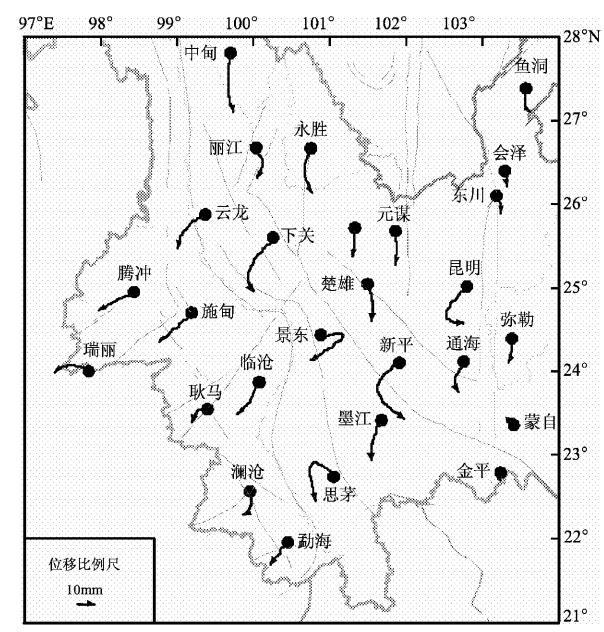 97°E 98° 99° 100° 101° 102° 103°
28°N
中甸
鱼洞
27°
丽江 永胜
会泽
东川
26°
云龙 下关 元谋
腾冲 楚雄 昆明
25°
施甸
景东 新平 通海 弥勒
瑞丽 临沧
24°
耿马 墨江 蒙自
23°
澜沧 思茅 金平
22°
勐海
位移比例尺
10mm
21°